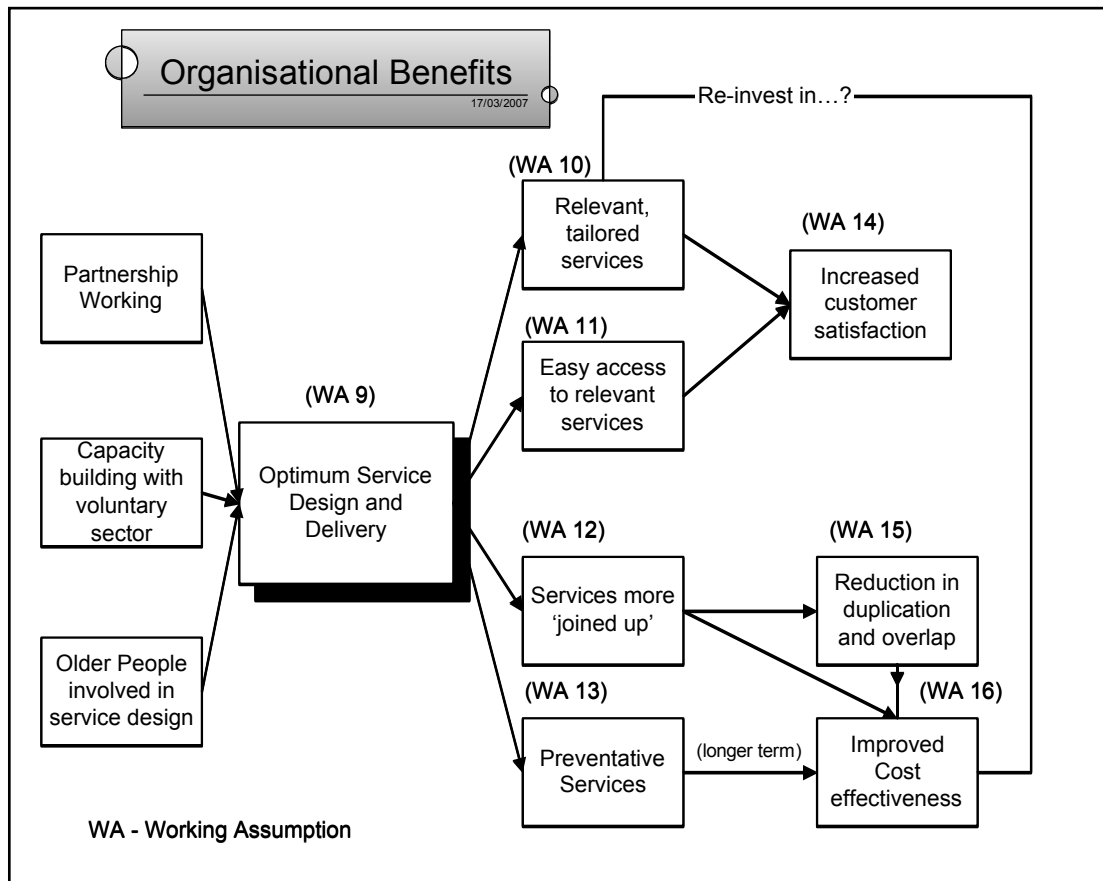 Organisational Benefits
17/03/2007
Re-invest in…?
(WA 10)
Relevant,
tailored
services
(WA 14)
Increased
customer
satisfaction
Partnership
Working
(WA 11)
Easy access
to relevant
services
(WA 9)
Optimum Service
Design and
Delivery
Capacity
building with
voluntary
sector
(WA 12)
Services more
‘joined up’
(WA 15)
Reduction in
duplication
and overlap
Older People
involved in
service design
(WA 13)
Preventative
Services
(longer term)
(WA 16)
Improved
Cost
effectiveness
WA - Working Assumption